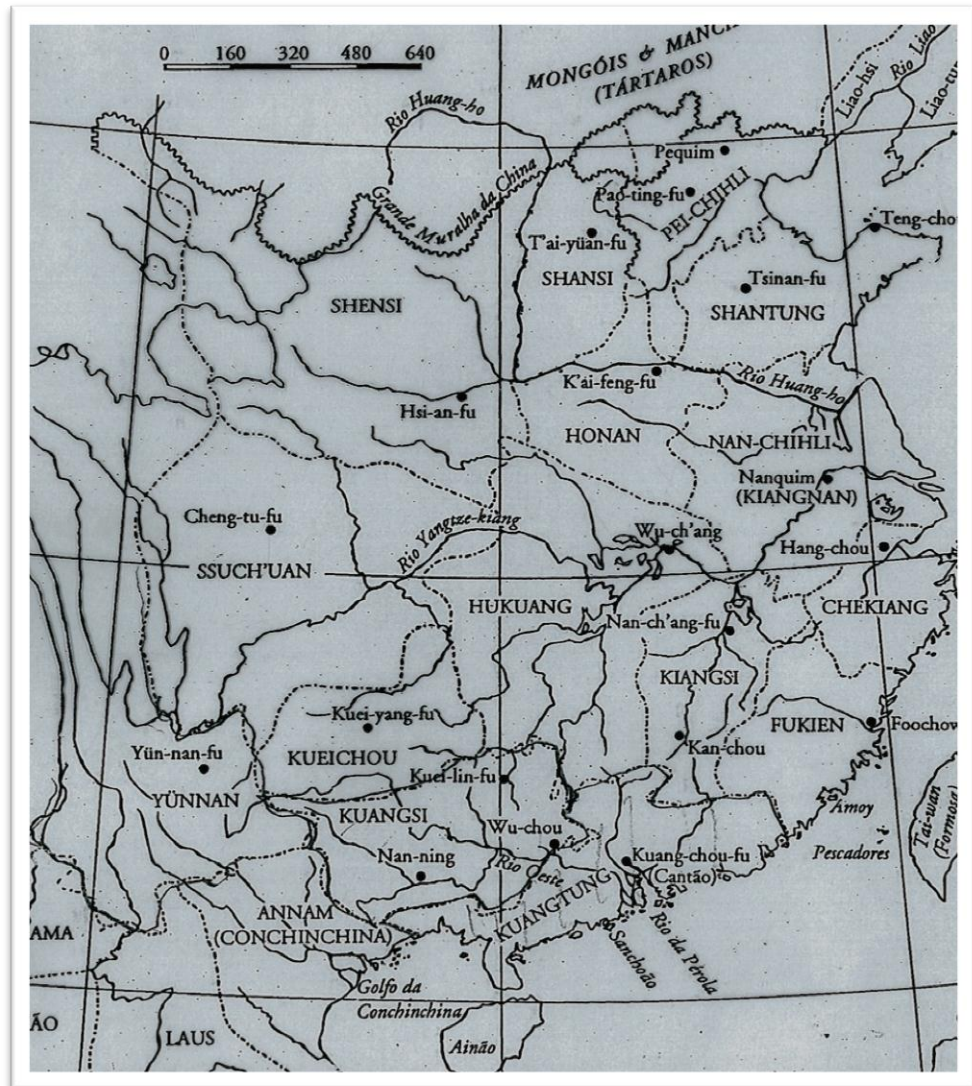 0 160 320 480 640
MONGÓIS &
(TÁRTAROS)
Rio Huang-ho
Liao-hsi
Rio Liao
Grande Muralha da China
Pequim
Pao-ting-fu
PEI-CHIHLI
T'ai-yüan-fu
Teng-cho
SHANSI
Tsinan-fu
SHENSI
SHANTUNG
K'ai-feng-fu
Rio Huang-ho
Hsi-an-fu
HONAN
NAN-CHIHLI
Nanquim
(KIANGNAN)
Cheng-tu-fu
Rio Yangtze-kiang
Wu-ch'ang
Hang-chou
SSUCH'UAN
HUKUANG
CHEKIANG
Nan-ch'ang-fu
KIANGSI
Kuei-yang-fu
FUKIEN
Foochow
Yün-nan-fu
KUEICHOU
Kan-chou
Kuei-lin-fu
YÜNNAN
KUANGSI
Amoy
Tai-wan
(Formosa)
Wu-chou
Nan-ning
Rio Oeste
Kuang-chou-fu
(Cantão)
Pescadores
KUANGTUNG
ANNAM
(CONCHINCHINA)
AMA
Sanchoão
Rio da Pérola
Golfo da
Conchinchina
ÃO
LAUS
Ainão